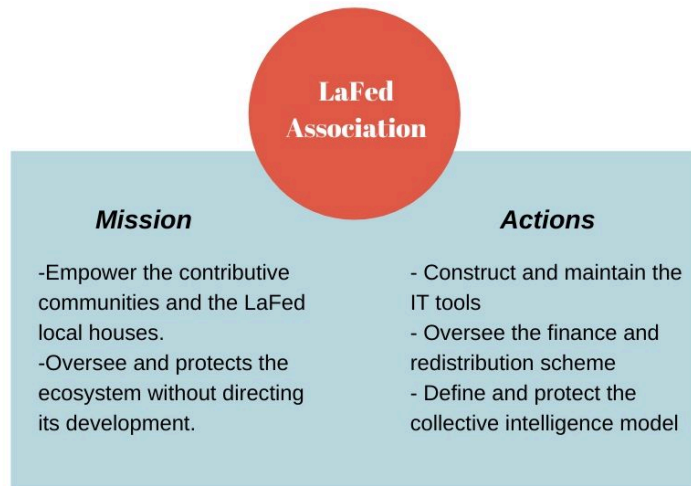 LaFed
Association
Mission
-Empower the contributive
communities and the LaFed
local houses.
-Oversee and protects the
ecosystem without directing
its development.
Actions
- Construct and maintain the
IT tools
- Oversee the finance and
redistribution scheme
- Define and protect the
collective intelligence model